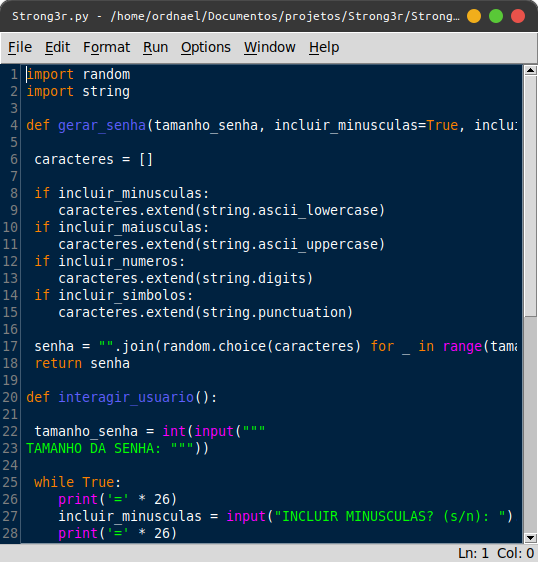 Strong3r.py - /home/ordnael/Documentos/projetos/Strong3r/Strong...
File Edit Format Run Options Window Help
1 import random
2 import string
3
4 def gerar_senha(tamanho_senha, incluir_minusculas=True, inclui
5
6  caracteres = []
7
8  if incluir_minusculas:
9     caracteres.extend(string.ascii_lowercase)
10  if incluir_maiusculas:
11     caracteres.extend(string.ascii_uppercase)
12  if incluir_numeros:
13     caracteres.extend(string.digits)
14  if incluir_simbolos:
15     caracteres.extend(string.punctuation)
16
17  senha = "".join(random.choice(caracteres) for _ in range(tama
18  return senha
19
20 def interagir_usuario():
21
22  tamanho_senha = int(input("""
23 TAMANHO DA SENHA: """))
24
25  while True:
26     print('=' * 26)
27     incluir_minusculas = input("INCLUIR MINUSCULAS? (s/n): ")
28     print('=' * 26)
Ln: 1 Col: 0